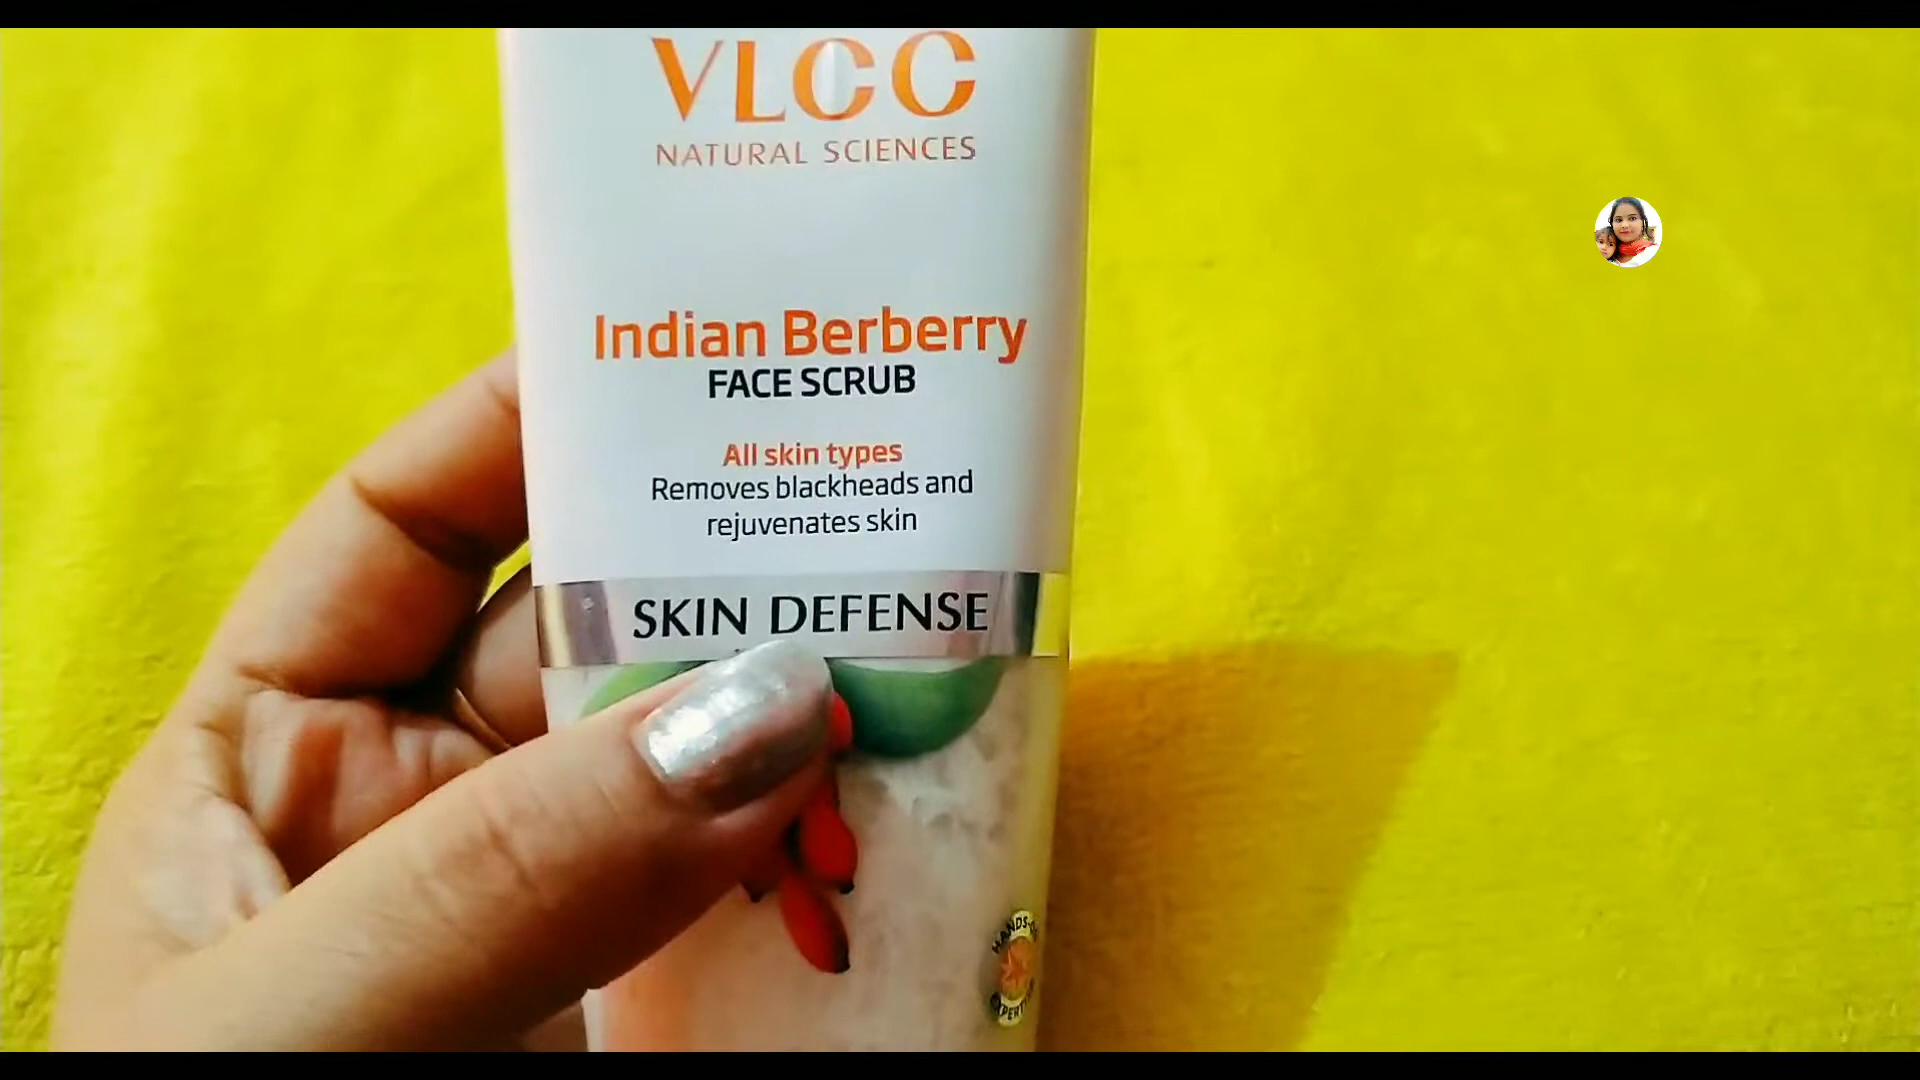 VLCC
NATURAL SCIENCES
Indian Berberry
FACE SCRUB
All skin types
Removes blackheads and
rejuvenates skin
SKIN DEFENSE